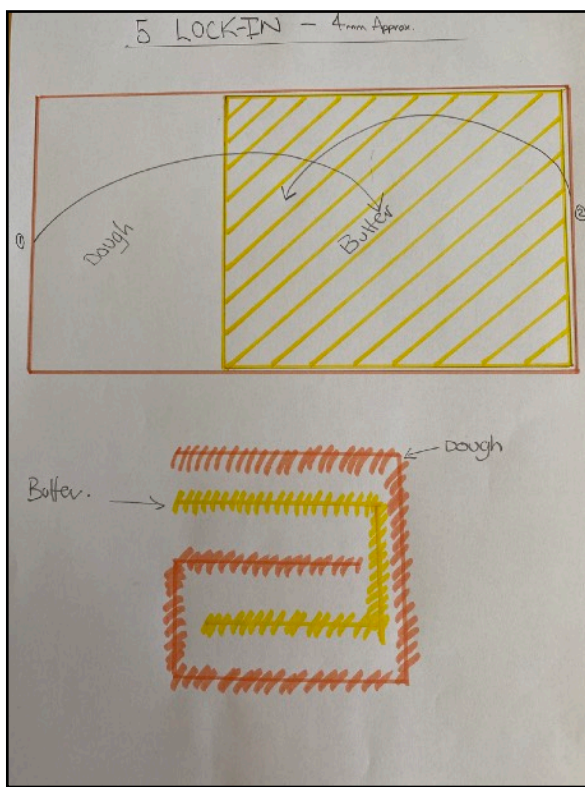 5 LOCK-IN - 4mm Approx.
①
Dough
Butter
②
Dough
Butter.